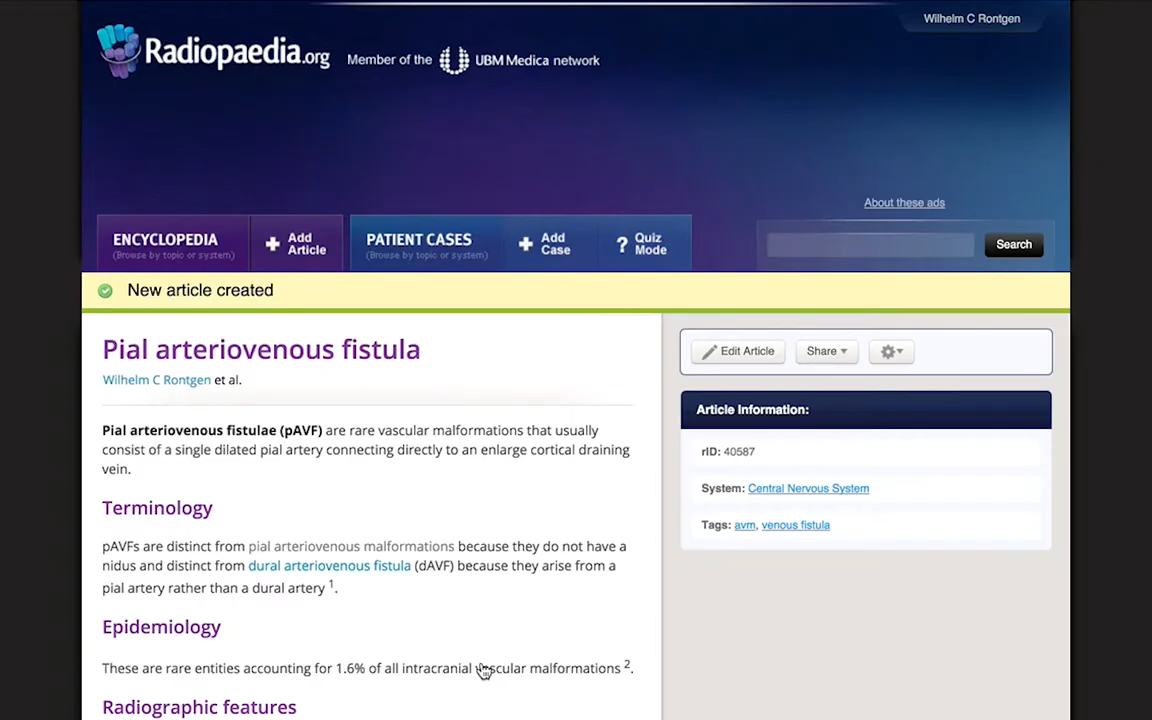 Wilhelm C Rontgen
Radiopaedia.org Member of the UBM Medica network
About these ads
ENCYCLOPEDIA
(Browse by topic or system)
Add
Article
PATIENT CASES
(Browse by topic or system)
Add
Case
? Quiz
Mode
Search
New article created
Pial arteriovenous fistula
Wilhelm C Rontgen et al.
Pial arteriovenous fistulae (pAVF) are rare vascular malformations that usually
consist of a single dilated pial artery connecting directly to an enlarge cortical draining
vein.
Terminology
pAVFs are distinct from pial arteriovenous malformations because they do not have a
nidus and distinct from dural arteriovenous fistula (dAVF) because they arise from a
pial artery rather than a dural artery 1.
Epidemiology
These are rare entities accounting for 1.6% of all intracranial vascular malformations 2.
Radiographic features
Edit Article
Share
Article Information:
rID: 40587
System: Central Nervous System
Tags: avm, venous fistula